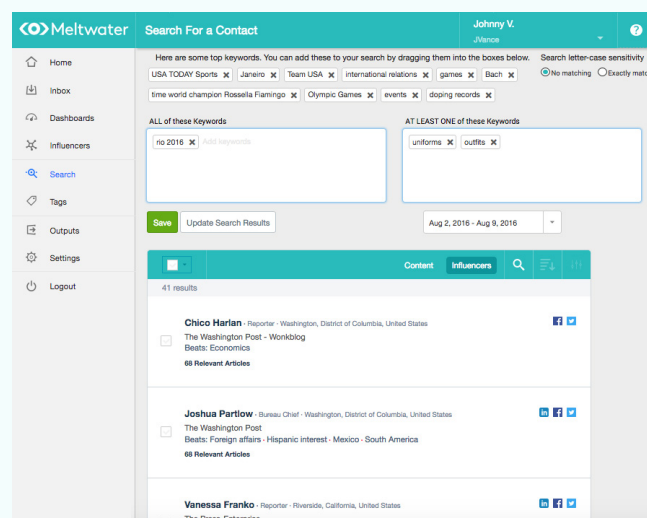 Meltwater
Search For a Contact
Johnny V.
JVance
?
Home
Inbox
Dashboards
Influencers
Search
Tags
Outputs
Settings
Logout
Here are some top keywords. You can add these to your search by dragging them into the boxes below.
Search letter-case sensitivity
USA TODAY Sports x Janeiro x Team USA x international relations x games x Bach x
No matching Exactly matc
time world champion Rossella Fiamingo x Olympic Games x events x doping records x
ALL of these Keywords
AT LEAST ONE of these Keywords
rio 2016 x Add keywords
uniforms x outfits x
Save Update Search Results
Aug 2, 2016 - Aug 9, 2016
Content Influencers
41 results
Chico Harlan - Reporter - Washington, District of Columbia, United States
The Washington Post - Wonkblog
Beats: Economics
68 Relevant Articles
Joshua Partlow - Bureau Chief - Washington, District of Columbia, United States
in
The Washington Post
Beats: Foreign affairs - Hispanic interest - Mexico - South America
68 Relevant Articles
Vanessa Franko - Reporter - Riverside, California, United States
in
The Press-Enterprise